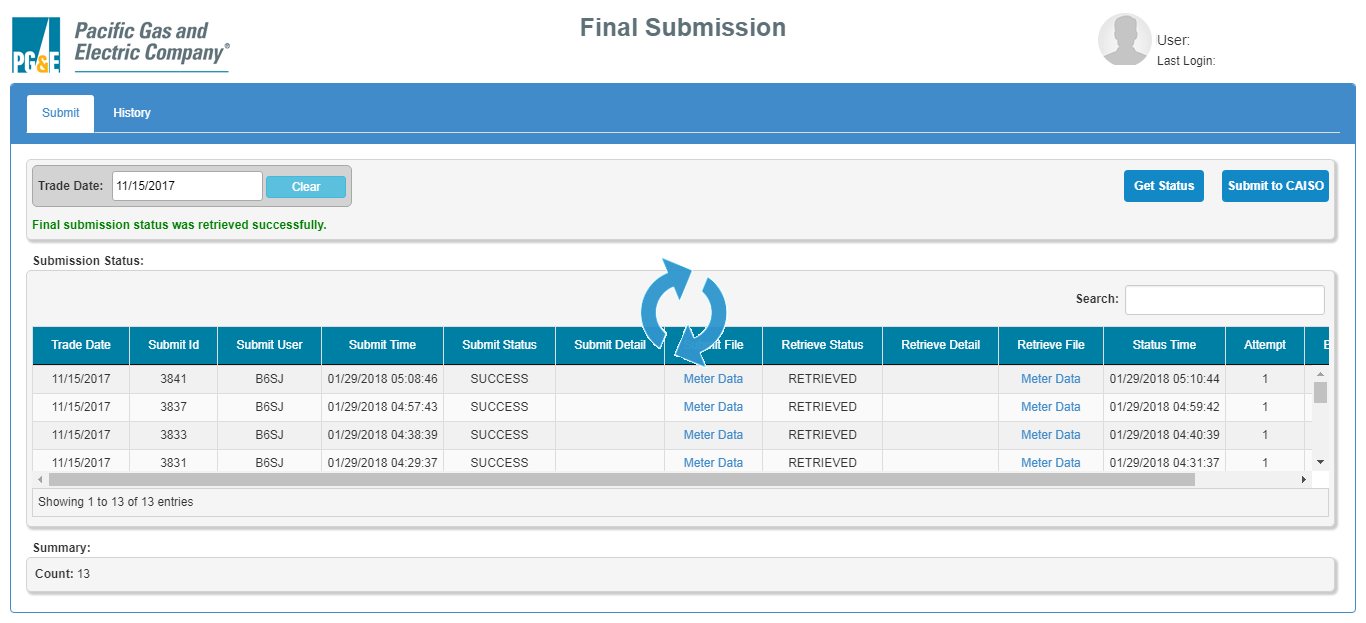 PG&E Pacific Gas and
Electric Company®
Final Submission
User:
Last Login:
Submit History
Trade Date: 11/15/2017 Clear Get Status Submit to CAISO
Final submission status was retrieved successfully.
Submission Status:
Search:
Trade Date Submit Id Submit User Submit Time Submit Status Submit Detail File Retrieve Status Retrieve Detail Retrieve File Status Time Attempt
11/15/2017 3841 B6SJ 01/29/2018 05:08:46 SUCCESS Meter Data RETRIEVED Meter Data 01/29/2018 05:10:44 1
11/15/2017 3837 B6SJ 01/29/2018 04:57:43 SUCCESS Meter Data RETRIEVED Meter Data 01/29/2018 04:59:42 1
11/15/2017 3833 B6SJ 01/29/2018 04:38:39 SUCCESS Meter Data RETRIEVED Meter Data 01/29/2018 04:40:39 1
11/15/2017 3831 B6SJ 01/29/2018 04:29:37 SUCCESS Meter Data RETRIEVED Meter Data 01/29/2018 04:31:37 1
Showing 1 to 13 of 13 entries
Summary:
Count: 13